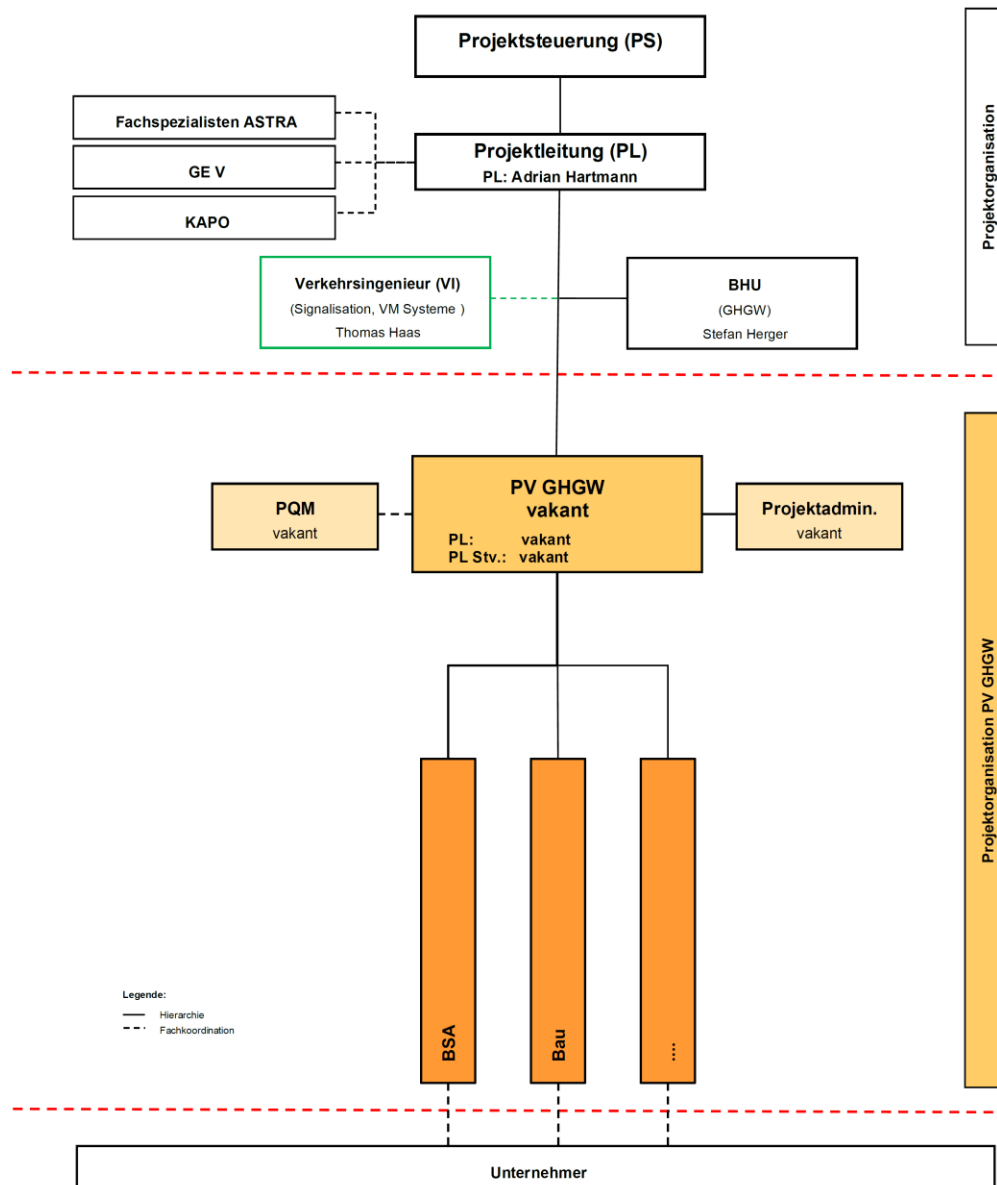 Projektsteuerung (PS)
Projektorganisation
Fachspezialisten ASTRA
GE V
KAPO
Projektleitung (PL)
PL: Adrian Hartmann
Verkehrsingenieur (VI)
(Signalisation, VM Systeme )
Thomas Haas
BHU
(GHGW)
Stefan Herger
PQM
vakant
PV GHGW
vakant
PL: vakant
PL Stv.: vakant
Projektadmin.
vakant
Projektorganisation PV GHGW
BSA
Bau
....
Legende:
Hierarchie
Fachkoordination
Unternehmer